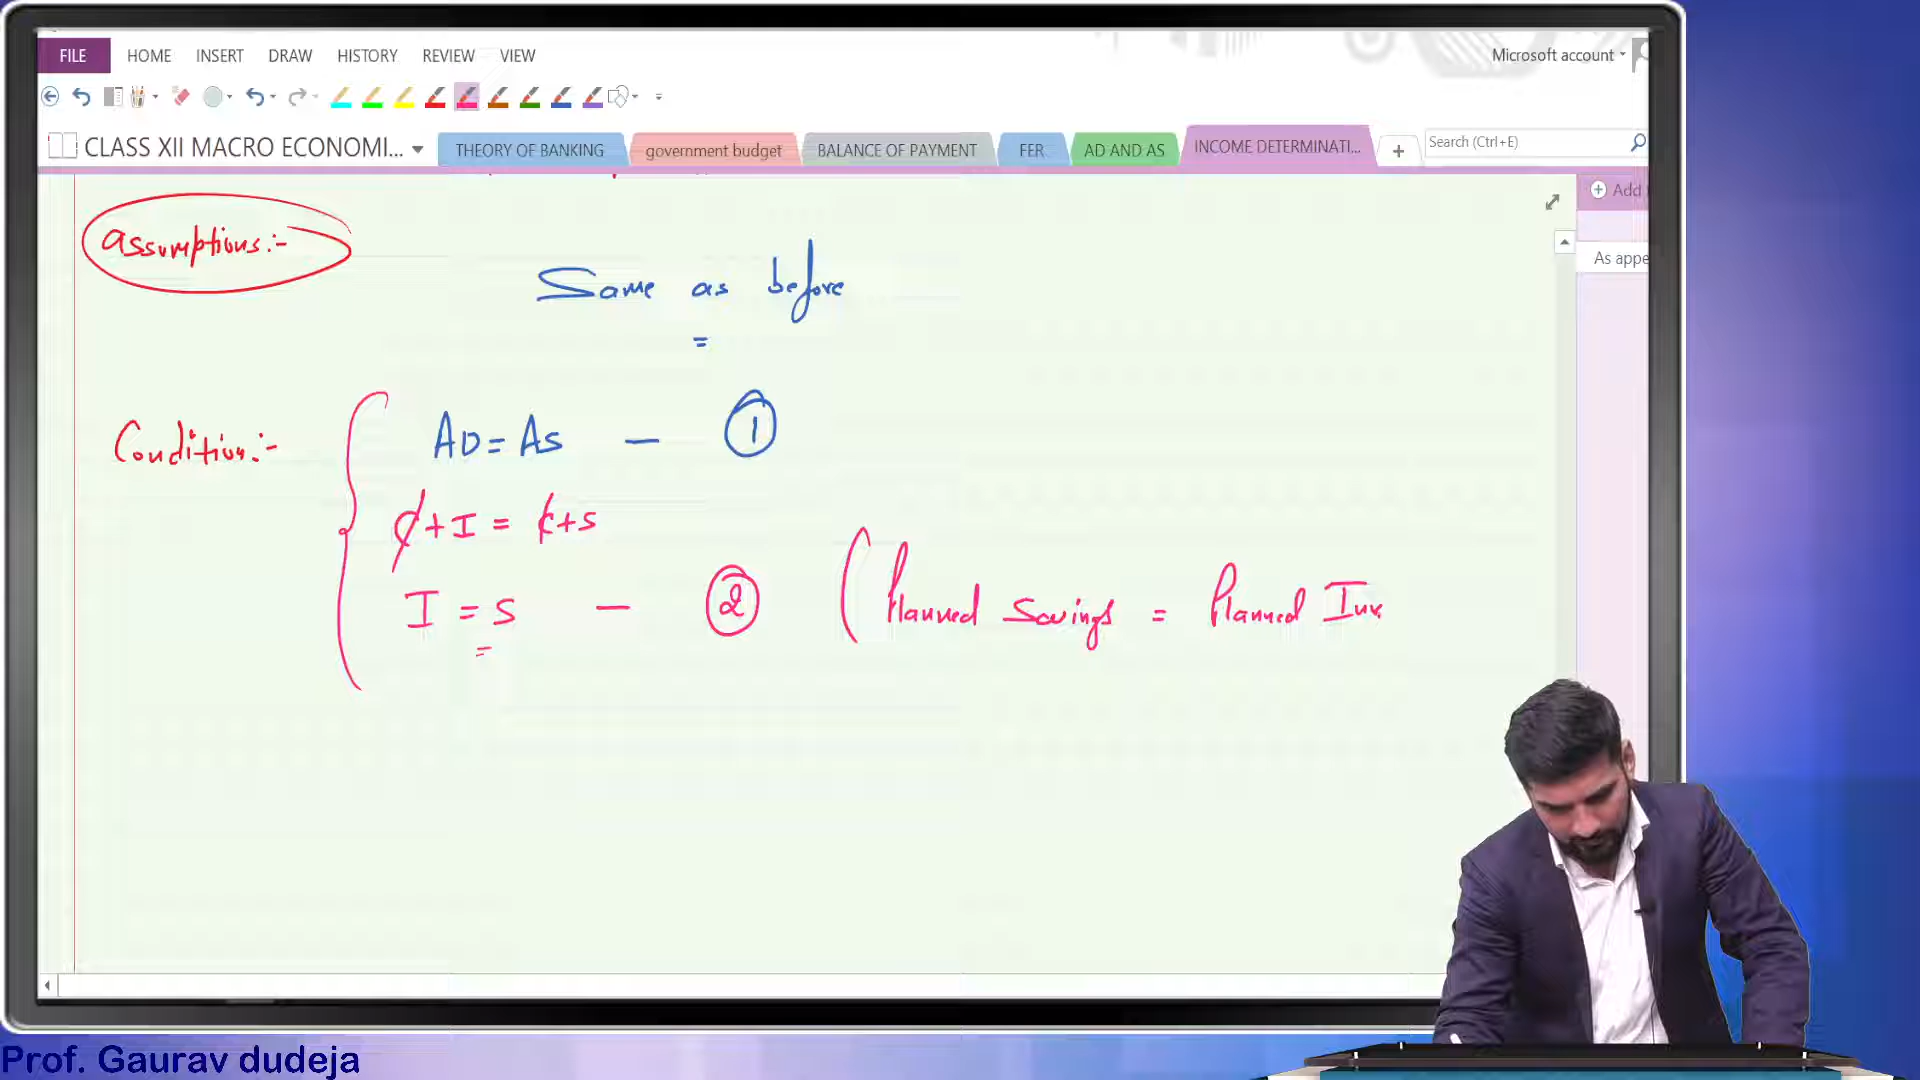 FILE HOME INSERT DRAW HISTORY REVIEW VIEW Microsoft account
CLASS XII MACRO ECONOMI... THEORY OF BANKING government budget BALANCE OF PAYMENT FER AD AND AS INCOME DETERMINATI... + Search (Ctrl+E)
Add
As appe
Assumptions:-
Same as before
=
Condition:- AD = AS — 1
C+I = C+S
I = S — 2 (Planned Savings = Planned Inv
=
Prof. Gaurav dudeja